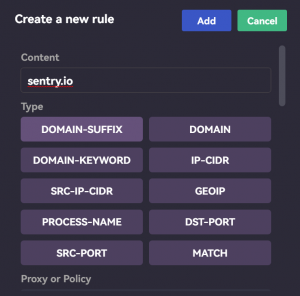 Create a new rule Add Cancel
Content
sentry.io
Type
DOMAIN-SUFFIX DOMAIN
DOMAIN-KEYWORD IP-CIDR
SRC-IP-CIDR GEOIP
PROCESS-NAME DST-PORT
SRC-PORT MATCH
Proxy or Policy